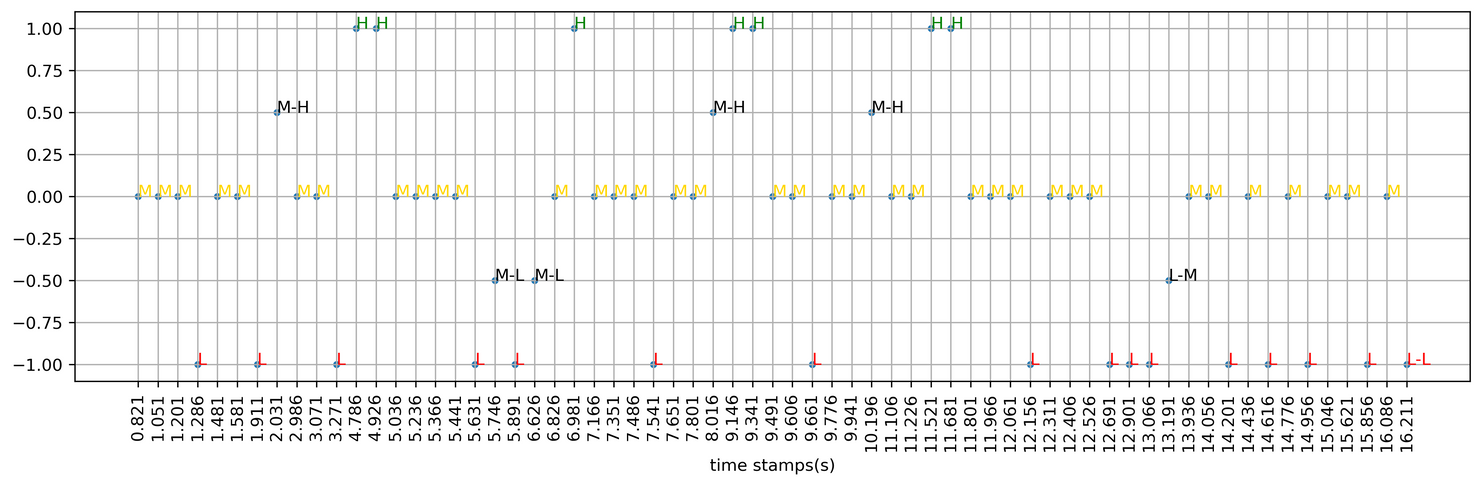 1.00
0.75
0.50
0.25
0.00
−0.25
−0.50
−0.75
−1.00
H H H H H H H
M-H M-H M-H
M M M M M M M M M M M M M M M M M M M M M M M M M M M M M M M M M M M M
M-L M-L L-M
L L L L L L L L L L L L L L L L-L
0.821 1.051 1.201 1.286 1.481 1.581 1.911 2.031 2.986 3.071 3.271 4.786 4.926 5.036 5.236 5.366 5.441 5.631 5.746 5.891 6.626 6.826 6.981 7.166 7.351 7.486 7.541 7.651 7.801 8.016 9.146 9.341 9.491 9.606 9.661 9.776 9.941 10.196 11.106 11.226 11.521 11.681 11.801 11.966 12.061 12.156 12.311 12.406 12.526 12.691 12.901 13.066 13.191 13.936 14.056 14.201 14.436 14.616 14.776 14.956 15.046 15.621 15.856 16.086 16.211
time stamps(s)